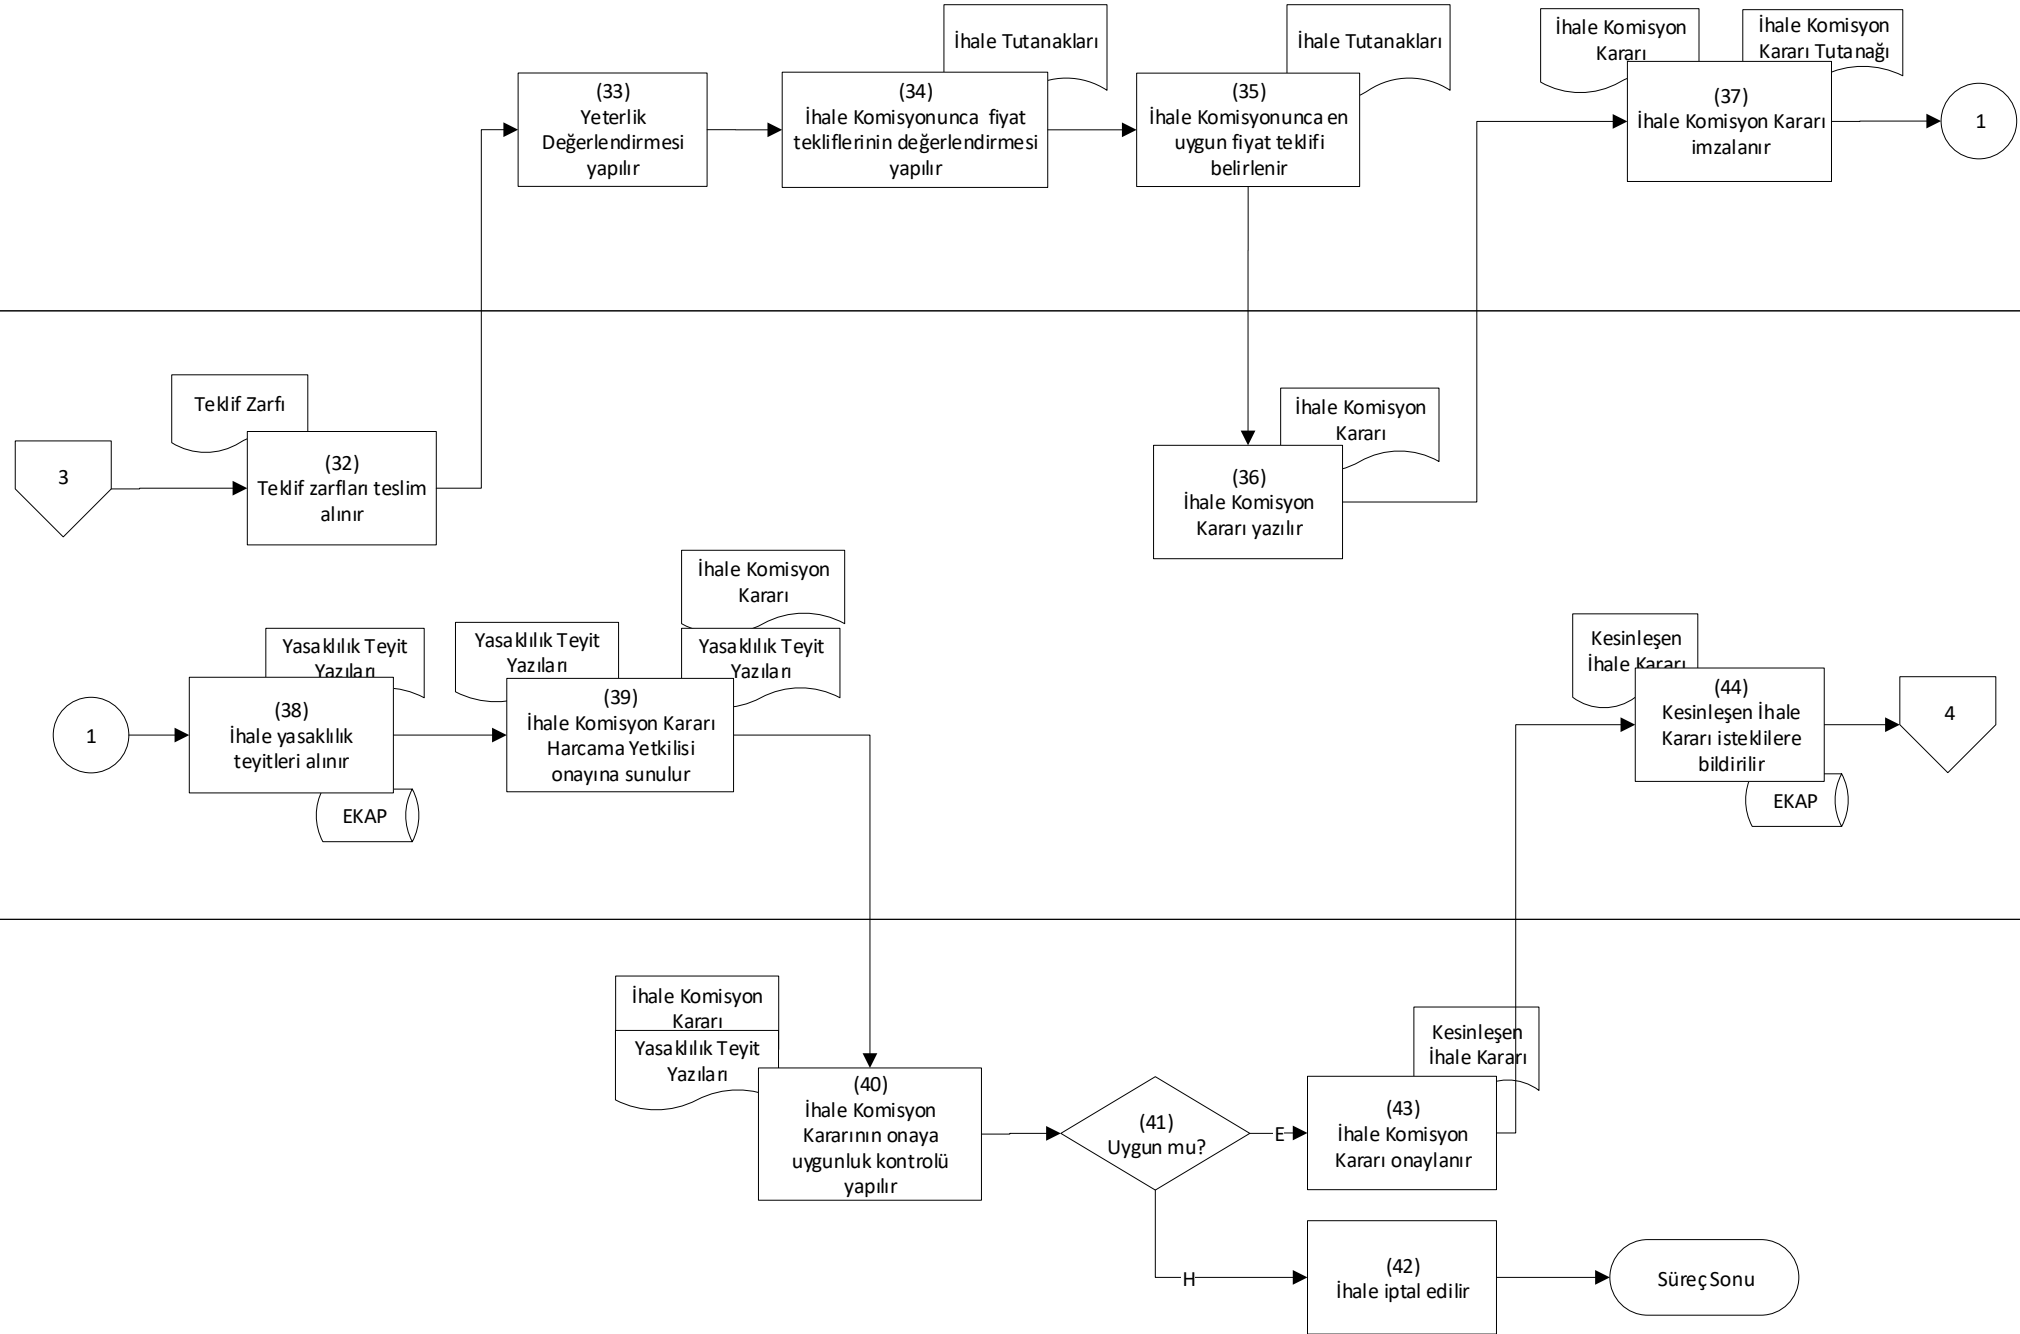 İhale Tutanakları
İhale Tutanakları
İhale Komisyon
Kararı
İhale Komisyon
Kararı Tutanağı
(33)
Yeterlik
Değerlendirmesi
yapılır
(34)
İhale Komisyonunca fiyat
tekliflerinin değerlendirmesi
yapılır
(35)
İhale Komisyonunca en
uygun fiyat teklifi
belirlenir
(37)
İhale Komisyon Kararı
imzalanır
1
3
Teklif Zarfı
(32)
Teklif zarfları teslim
alınır
İhale Komisyon
Kararı
(36)
İhale Komisyon
Kararı yazılır
1
Yasaklılık Teyit
Yazıları
(38)
İhale yasaklılık
teyitleri alınır
EKAP
Yasaklılık Teyit
Yazıları
İhale Komisyon
Kararı
Yasaklılık Teyit
Yazıları
(39)
İhale Komisyon Kararı
Harcama Yetkilisi
onayına sunulur
Kesinleşen
İhale Kararı
(44)
Kesinleşen İhale
Kararı isteklilere
bildirilir
EKAP
4
İhale Komisyon
Kararı
Yasaklılık Teyit
Yazıları
(40)
İhale Komisyon
Kararının onaya
uygunluk kontrolü
yapılır
(41)
Uygun mu?
E
Kesinleşen
İhale Kararı
(43)
İhale Komisyon
Kararı onaylanır
H
(42)
İhale iptal edilir
Süreç Sonu